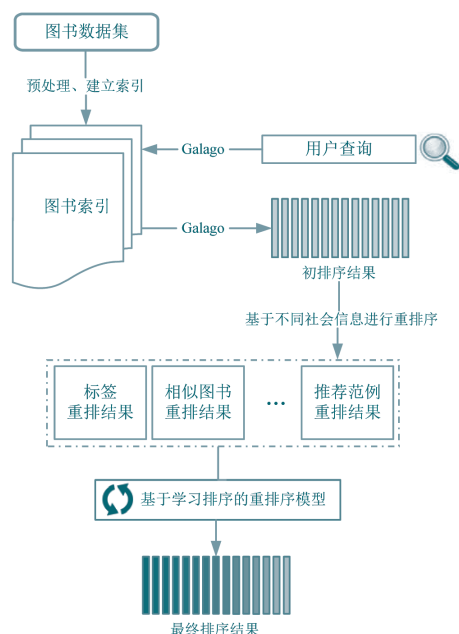 图书数据集
预处理、建立索引
Galago
用户查询
图书索引
Galago
初排序结果
基于不同社会信息进行重排序
标签
重排结果
相似图书
重排结果
...
推荐范例
重排结果
基于学习排序的重排序模型
最终排序结果